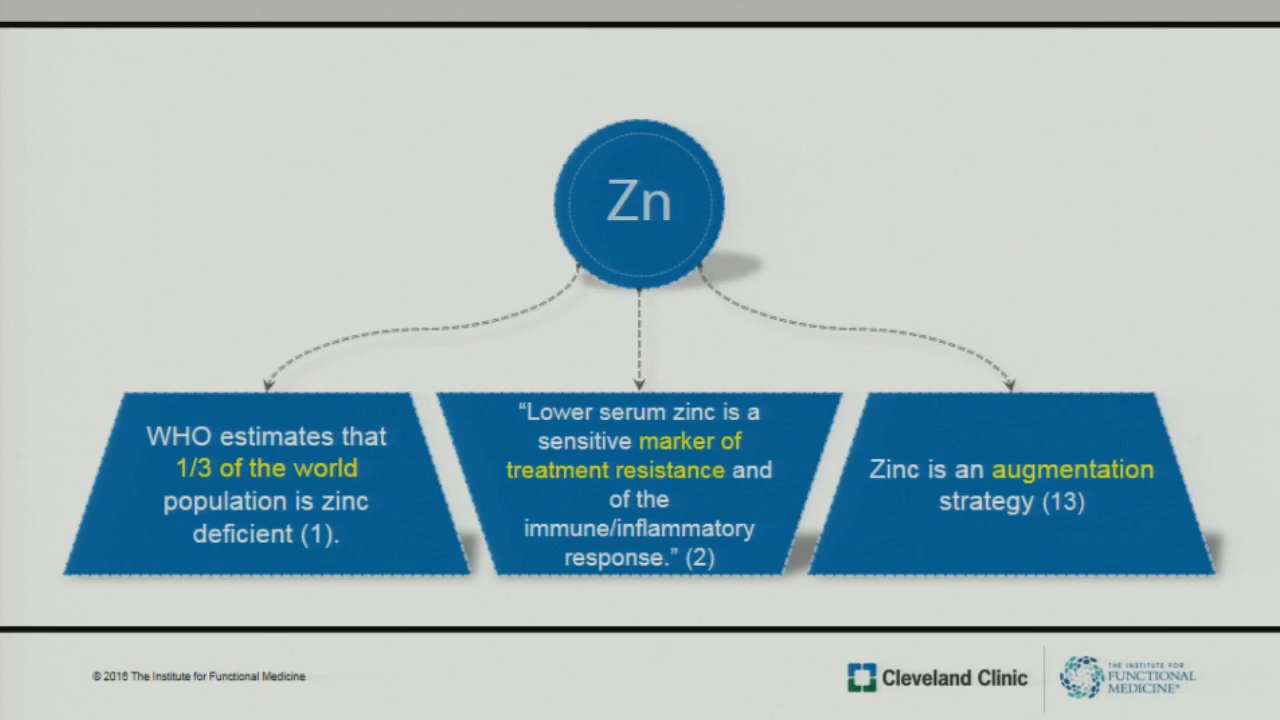 Zn
WHO estimates that
1/3 of the world
population is zinc
deficient (1).
“Lower serum zinc is a
sensitive marker of
treatment resistance and
of the
immune/inflammatory
response.” (2)
Zinc is an augmentation
strategy (13)
© 2016 The Institute for Functional Medicine
Cleveland Clinic
THE INSTITUTE FOR
FUNCTIONAL
MEDICINE®